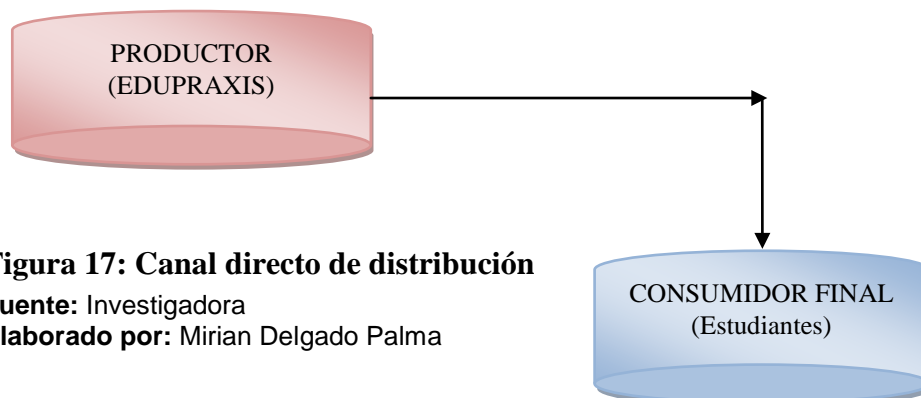 PRODUCTOR
(EDUPRAXIS)
igura 17: Canal directo de distribución
uente: Investigadora
laborado por: Mirian Delgado Palma
CONSUMIDOR FINAL
(Estudiantes)